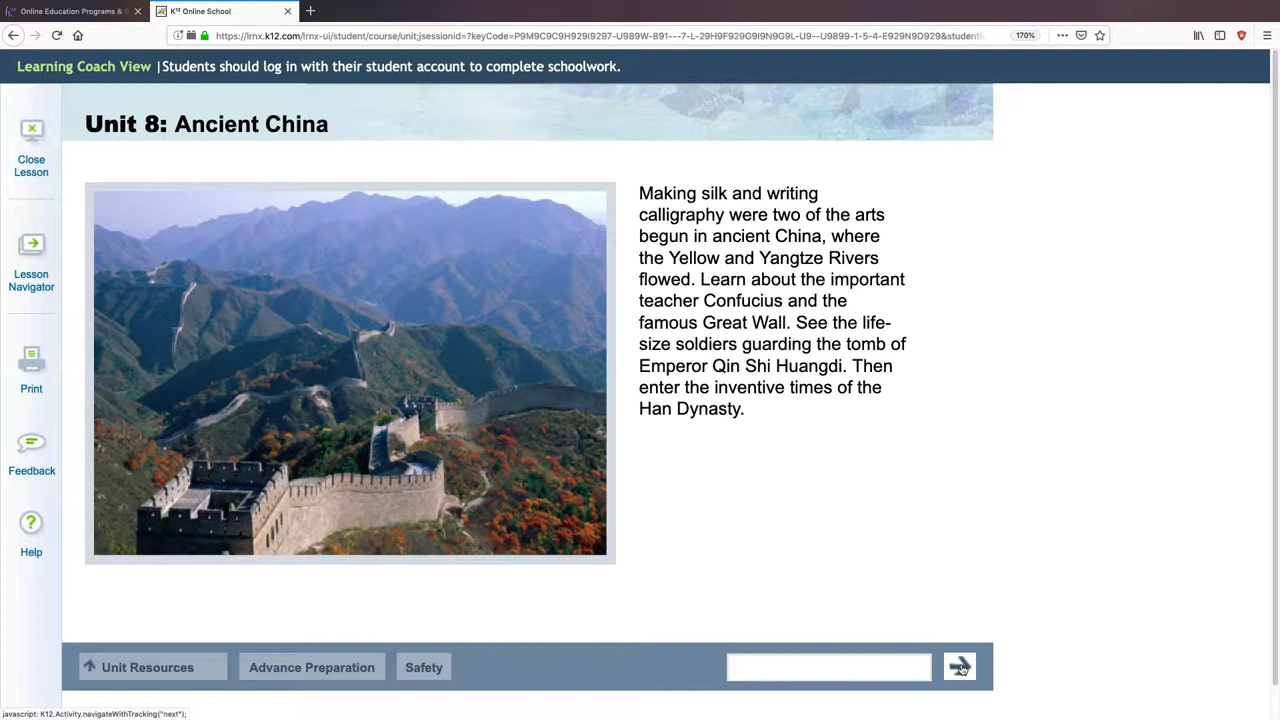 Online Education Programs &
K12 Online School
https://lrnx.k12.com/lrnx-ui/student/course/unit;jsessionid=?keyCode=P9M9C9C9H929I9I297-U989W-891---7-L-29H9F929G9I9N9G9L-U9--U9899-1-5-4-E929N9D929&studentI
170%
Learning Coach View | Students should log in with their student account to complete schoolwork.
Unit 8: Ancient China
Close
Lesson
Lesson
Navigator
Print
Feedback
Help
Making silk and writing
calligraphy were two of the arts
begun in ancient China, where
the Yellow and Yangtze Rivers
flowed. Learn about the important
teacher Confucius and the
famous Great Wall. See the life-
size soldiers guarding the tomb of
Emperor Qin Shi Huangdi. Then
enter the inventive times of the
Han Dynasty.
Unit Resources
Advance Preparation
Safety
javascript: K12.Activity.navigateWithTracking("next");